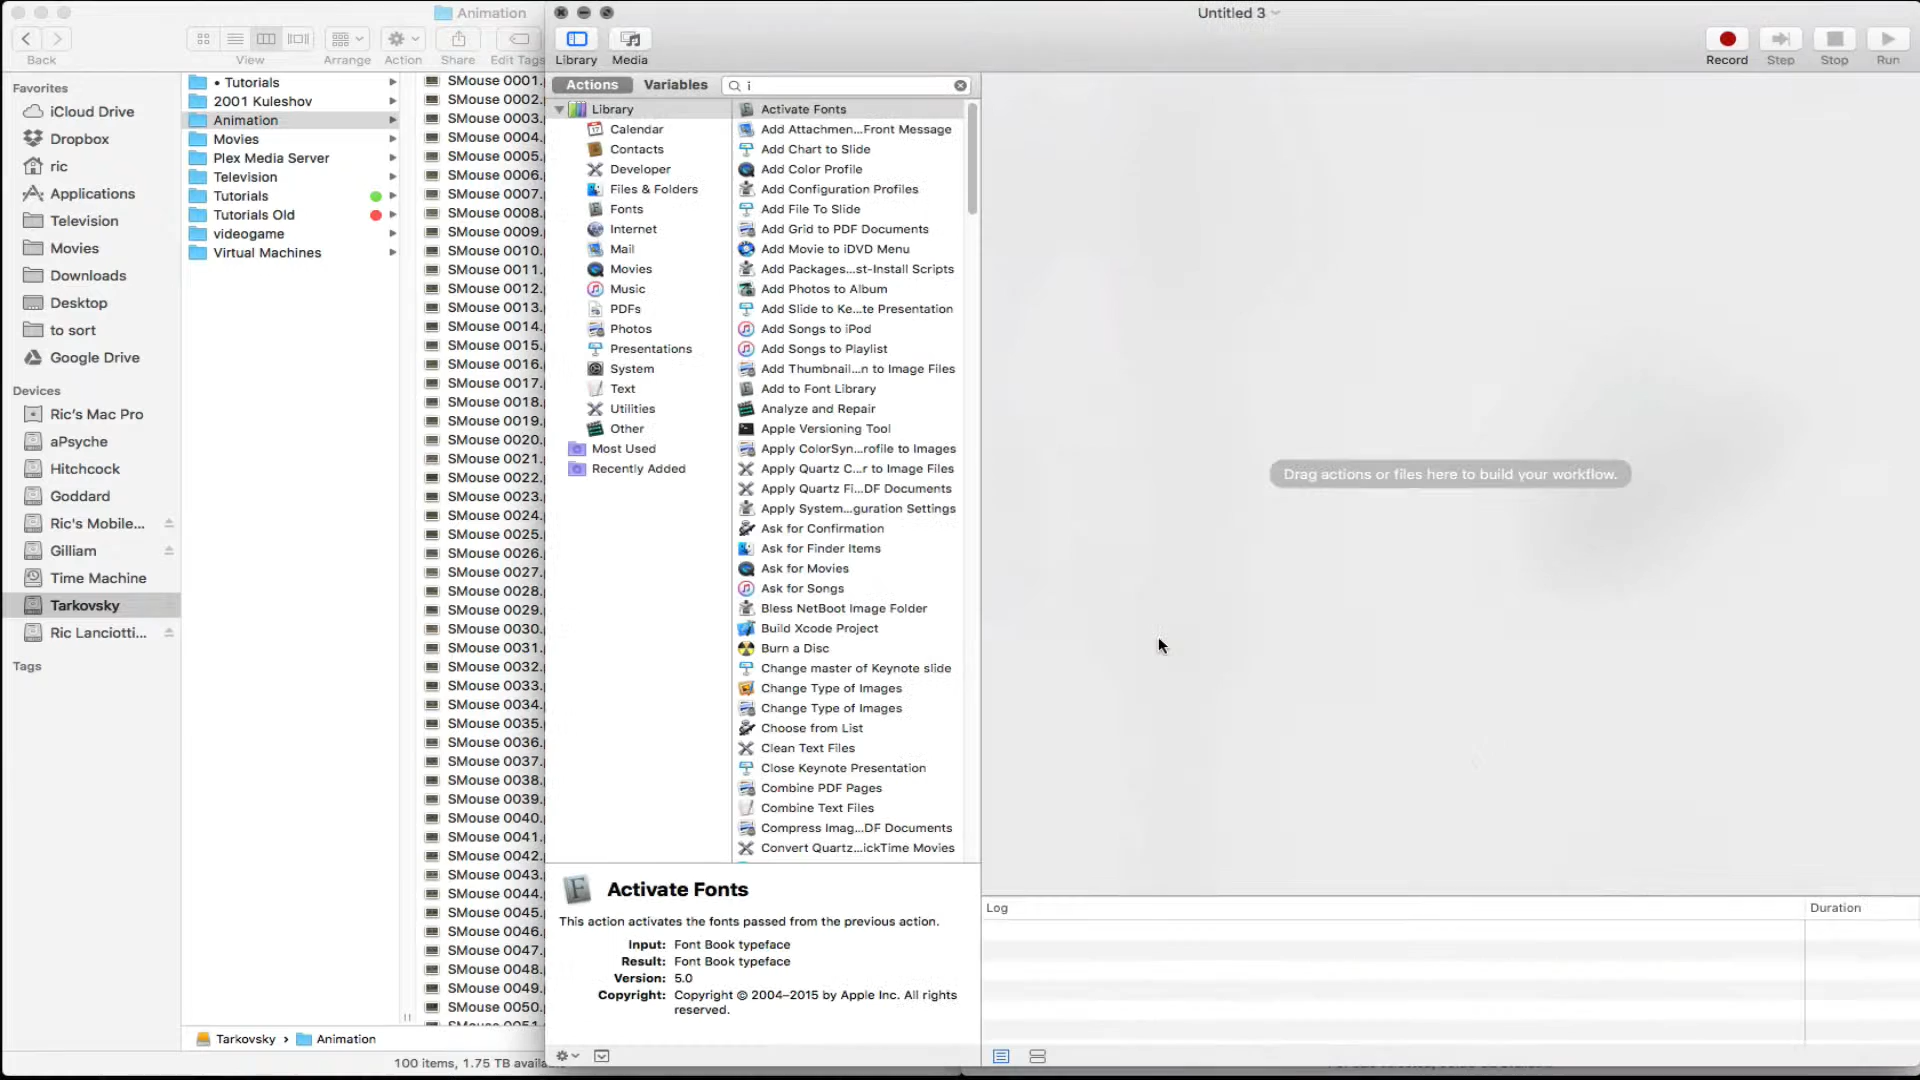 Animation
Back
View
Arrange
Action
Share
Edit Tags
Favorites
iCloud Drive
Dropbox
ric
Applications
Television
Movies
Downloads
Desktop
to sort
Google Drive
Devices
Ric's Mac Pro
aPsyche
Hitchcock
Goddard
Ric's Mobile...
Gilliam
Time Machine
Tarkovsky
Ric Lanciotti...
Tags
• Tutorials
2001 Kuleshov
Animation
Movies
Plex Media Server
Television
Tutorials
Tutorials Old
videogame
Virtual Machines
SMouse 0001.
SMouse 0002.
SMouse 0003.
SMouse 0004.
SMouse 0005.
SMouse 0006.
SMouse 0007.
SMouse 0008.
SMouse 0009.
SMouse 0010.
SMouse 0011.
SMouse 0012.
SMouse 0013.
SMouse 0014.
SMouse 0015.
SMouse 0016.
SMouse 0017.
SMouse 0018.
SMouse 0019.
SMouse 0020.
SMouse 0021.
SMouse 0022.
SMouse 0023.
SMouse 0024.
SMouse 0025.
SMouse 0026.
SMouse 0027.
SMouse 0028.
SMouse 0029.
SMouse 0030.
SMouse 0031.
SMouse 0032.
SMouse 0033.
SMouse 0034.
SMouse 0035.
SMouse 0036.
SMouse 0037.
SMouse 0038.
SMouse 0039.
SMouse 0040.
SMouse 0041.
SMouse 0042.
SMouse 0043.
SMouse 0044.
SMouse 0045.
SMouse 0046.
SMouse 0047.
SMouse 0048.
SMouse 0049.
SMouse 0050.
SMouse 0051
Tarkovsky › Animation
100 items, 1.75 TB availa
Untitled 3
Library
Media
Record
Step
Stop
Run
Actions
Variables
i
Library
Calendar
Contacts
Developer
Files & Folders
Fonts
Internet
Mail
Movies
Music
PDFs
Photos
Presentations
System
Text
Utilities
Other
Most Used
Recently Added
Activate Fonts
Add Attachmen...Front Message
Add Chart to Slide
Add Color Profile
Add Configuration Profiles
Add File To Slide
Add Grid to PDF Documents
Add Movie to iDVD Menu
Add Packages...st-Install Scripts
Add Photos to Album
Add Slide to Ke...te Presentation
Add Songs to iPod
Add Songs to Playlist
Add Thumbnail...n to Image Files
Add to Font Library
Analyze and Repair
Apple Versioning Tool
Apply ColorSyn...rofile to Images
Apply Quartz C...r to Image Files
Apply Quartz Fi...DF Documents
Apply System...guration Settings
Ask for Confirmation
Ask for Finder Items
Ask for Movies
Ask for Songs
Bless NetBoot Image Folder
Build Xcode Project
Burn a Disc
Change master of Keynote slide
Change Type of Images
Change Type of Images
Choose from List
Clean Text Files
Close Keynote Presentation
Combine PDF Pages
Combine Text Files
Compress Imag...DF Documents
Convert Quartz...ickTime Movies
Activate Fonts
This action activates the fonts passed from the previous action.
Input: Font Book typeface
Result: Font Book typeface
Version: 5.0
Copyright: Copyright © 2004–2015 by Apple Inc. All rights
reserved.
Drag actions or files here to build your workflow.
Log
Duration